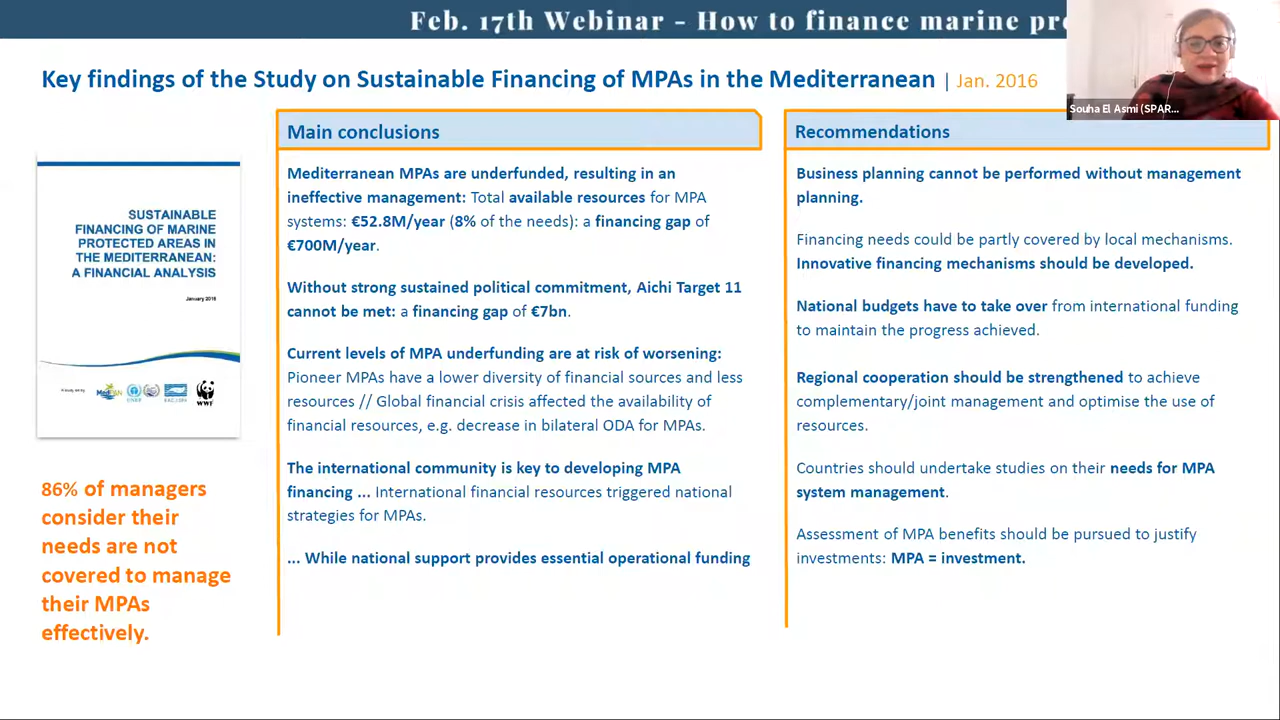 Feb. 17th Webinar - How to finance marine pro
Souha El Asmi (SPAR...
Key findings of the Study on Sustainable Financing of MPAs in the Mediterranean | Jan. 2016
SUSTAINABLE
FINANCING OF MARINE
PROTECTED AREAS IN
THE MEDITERRANEAN:
A FINANCIAL ANALYSIS
January 2016
WWF
86% of managers
consider their
needs are not
covered to manage
their MPAs
effectively.
Main conclusions
Mediterranean MPAs are underfunded, resulting in an
ineffective management: Total available resources for MPA
systems: €52.8M/year (8% of the needs): a financing gap of
€700M/year.
Without strong sustained political commitment, Aichi Target 11
cannot be met: a financing gap of €7bn.
Current levels of MPA underfunding are at risk of worsening:
Pioneer MPAs have a lower diversity of financial sources and less
resources // Global financial crisis affected the availability of
financial resources, e.g. decrease in bilateral ODA for MPAs.
The international community is key to developing MPA
financing ... International financial resources triggered national
strategies for MPAs.
... While national support provides essential operational funding
Recommendations
Business planning cannot be performed without management
planning.
Financing needs could be partly covered by local mechanisms.
Innovative financing mechanisms should be developed.
National budgets have to take over from international funding
to maintain the progress achieved.
Regional cooperation should be strengthened to achieve
complementary/joint management and optimise the use of
resources.
Countries should undertake studies on their needs for MPA
system management.
Assessment of MPA benefits should be pursued to justify
investments: MPA = investment.